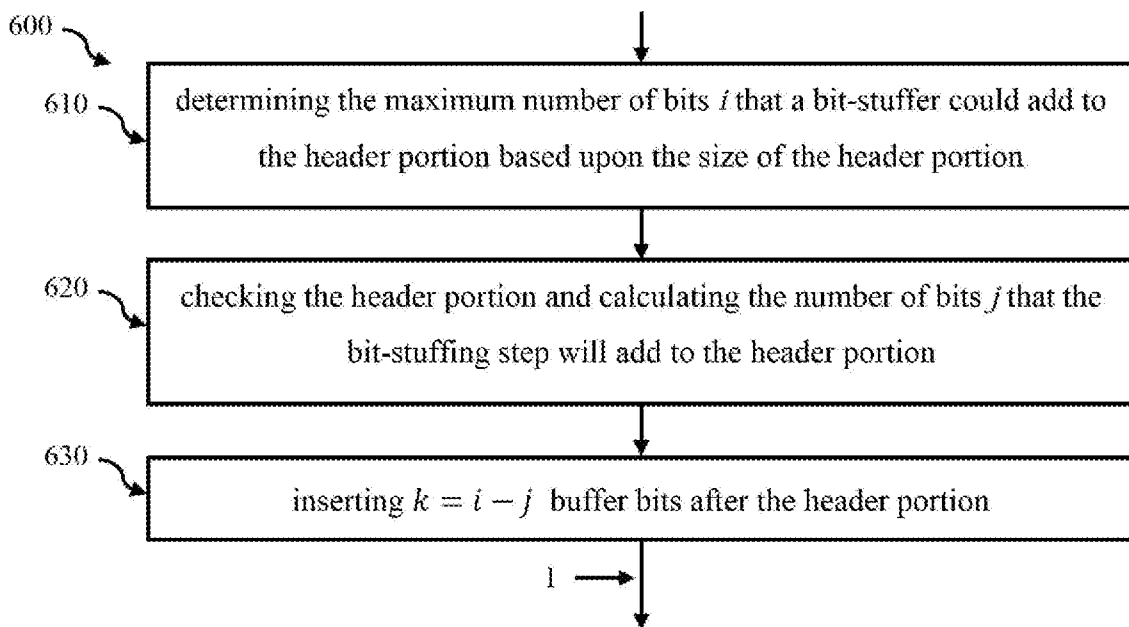 600
610
determining the maximum number of bits i that a bit-stuffer could add to
the header portion based upon the size of the header portion
620
checking the header portion and calculating the number of bits j that the
bit-stuffing step will add to the header portion
630
inserting k = i − j buffer bits after the header portion
1